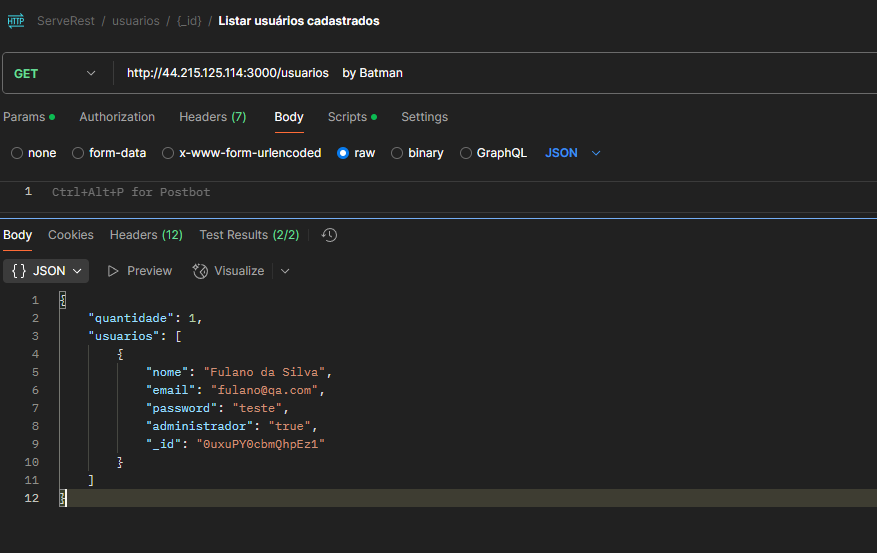 HTTP ServeRest / usuarios / {_id} / Listar usuários cadastrados
GET http://44.215.125.114:3000/usuarios by Batman
Params Authorization Headers (7) Body Scripts Settings
none form-data x-www-form-urlencoded raw binary GraphQL JSON
1 Ctrl+Alt+P for Postbot
Body Cookies Headers (12) Test Results (2/2)
{} JSON Preview Visualize
1 {
2 "quantidade": 1,
3 "usuarios": [
4 {
5 "nome": "Fulano da Silva",
6 "email": "fulano@qa.com",
7 "password": "teste",
8 "administrador": "true",
9 "_id": "0uxuPY0cbmQhpEz1"
10 }
11 ]
12 }